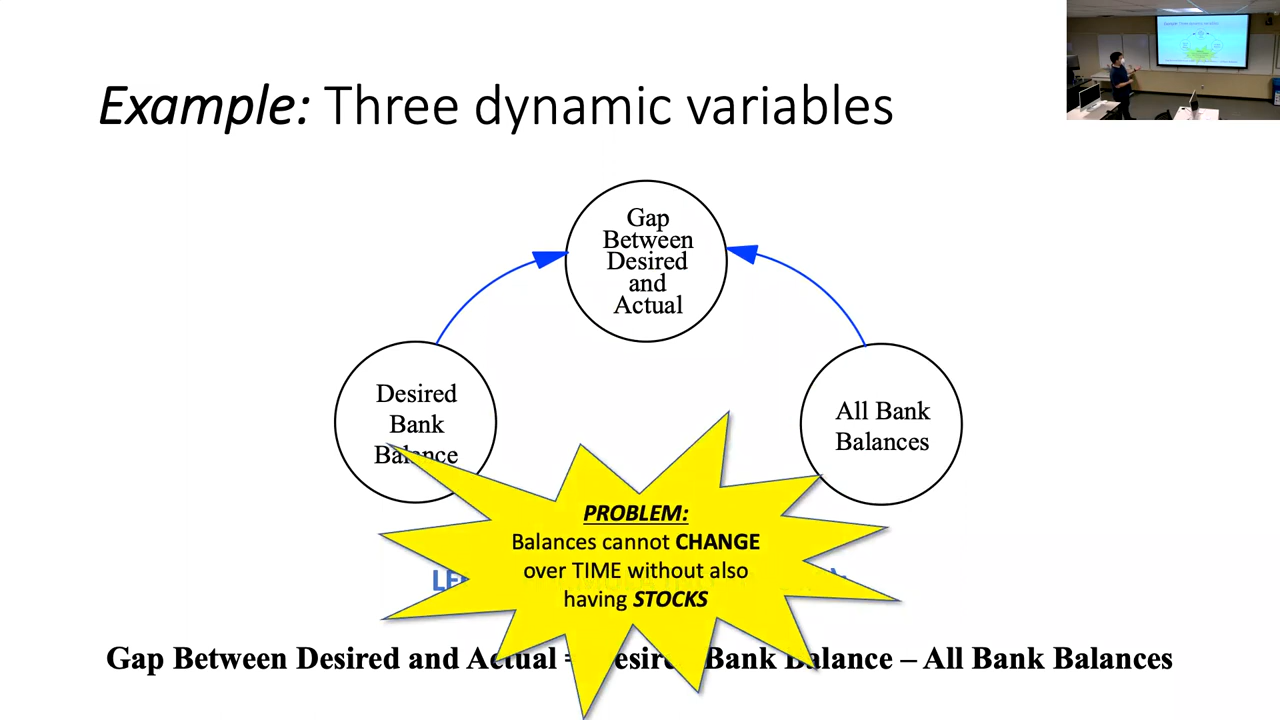 Example: Three dynamic variables
Gap
Between
Desired
and
Actual
Desired
Bank
Balance
All Bank
Balances
PROBLEM:
Balances cannot CHANGE
over TIME without also
having STOCKS
Gap Between Desired and Actual = Desired Bank Balance – All Bank Balances